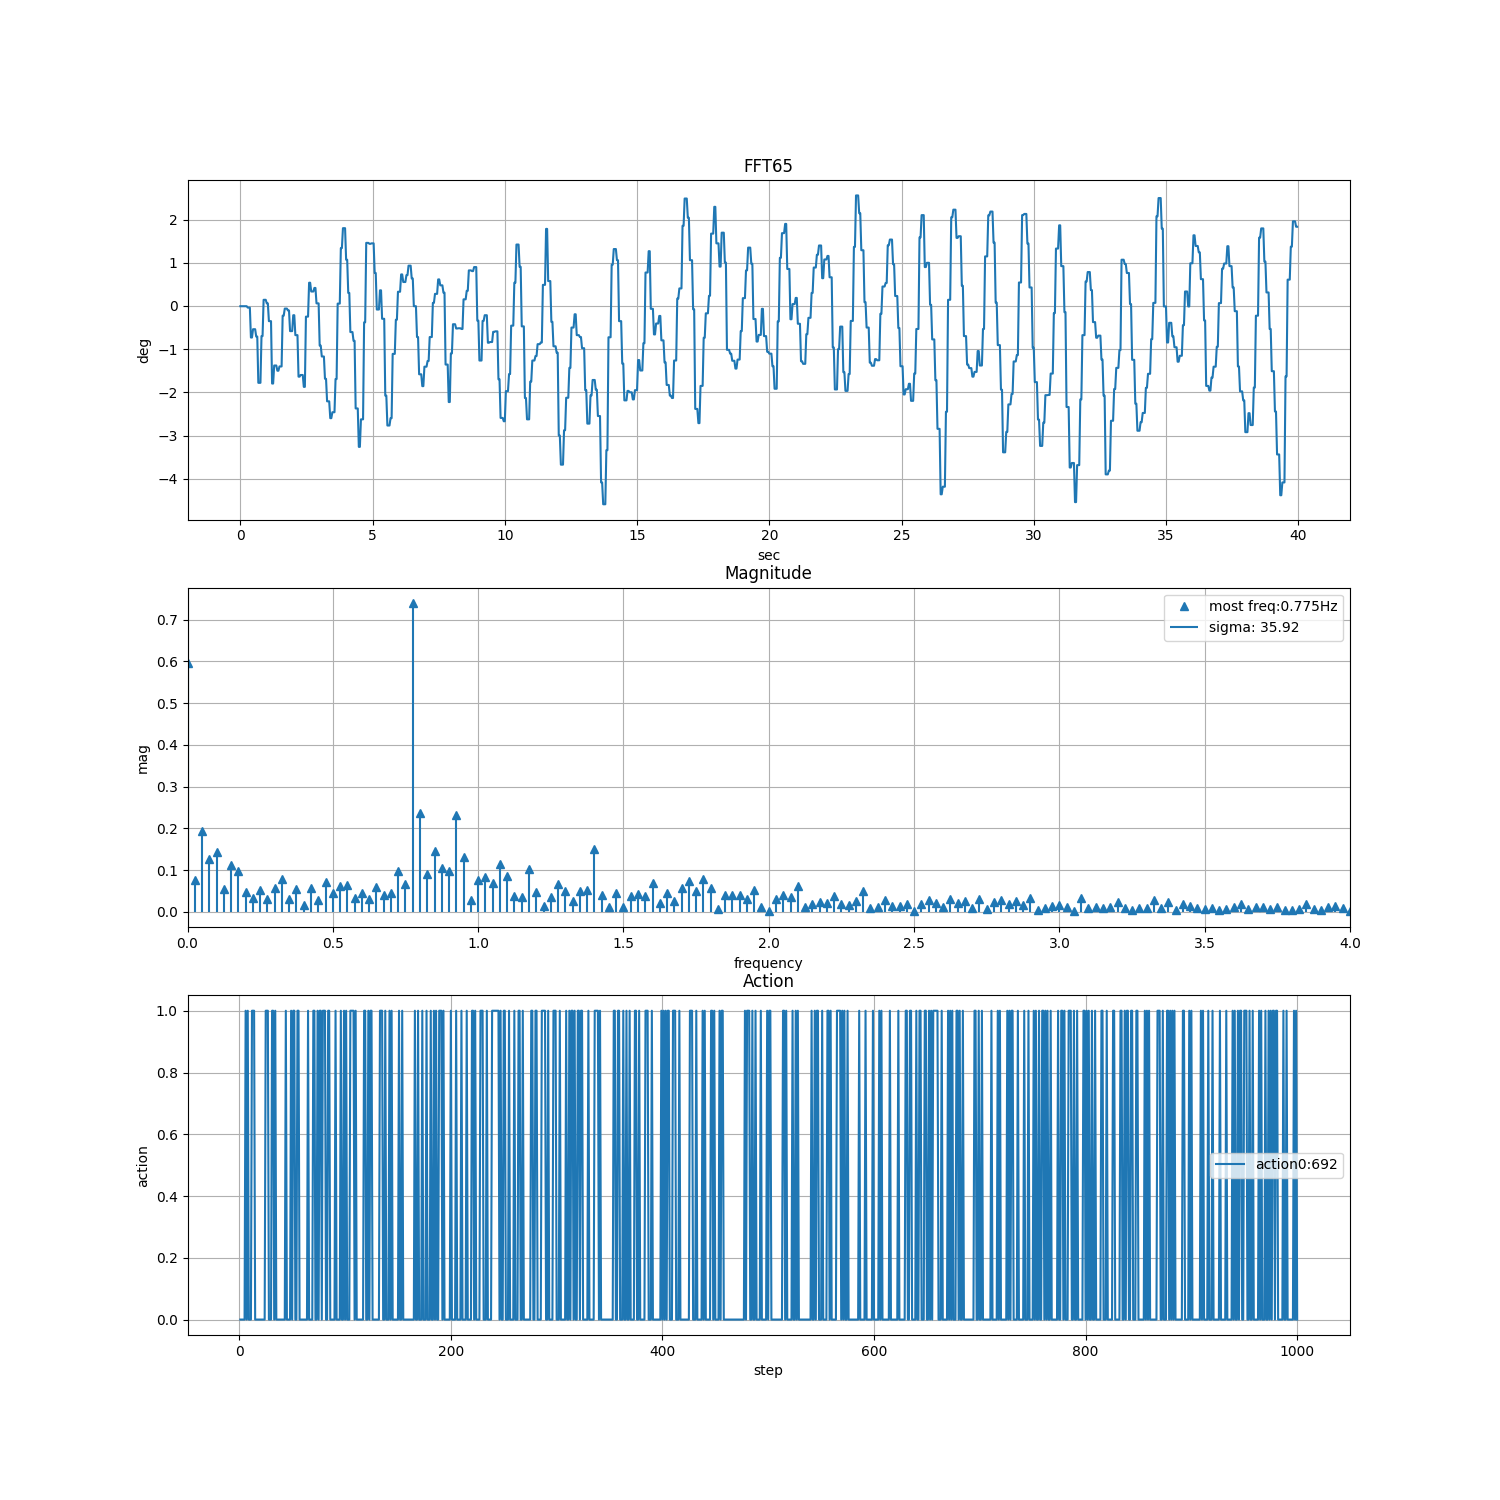 FFT65
2
1
0
−1
−2
−3
−4
deg
0 5 10 15 20 25 30 35 40
sec
Magnitude
0.7
0.6
0.5
0.4
0.3
0.2
0.1
0.0
mag
most freq:0.775Hz
sigma: 35.92
0.0 0.5 1.0 1.5 2.0 2.5 3.0 3.5 4.0
frequency
Action
1.0
0.8
0.6
0.4
0.2
0.0
action
action0:692
0 200 400 600 800 1000
step